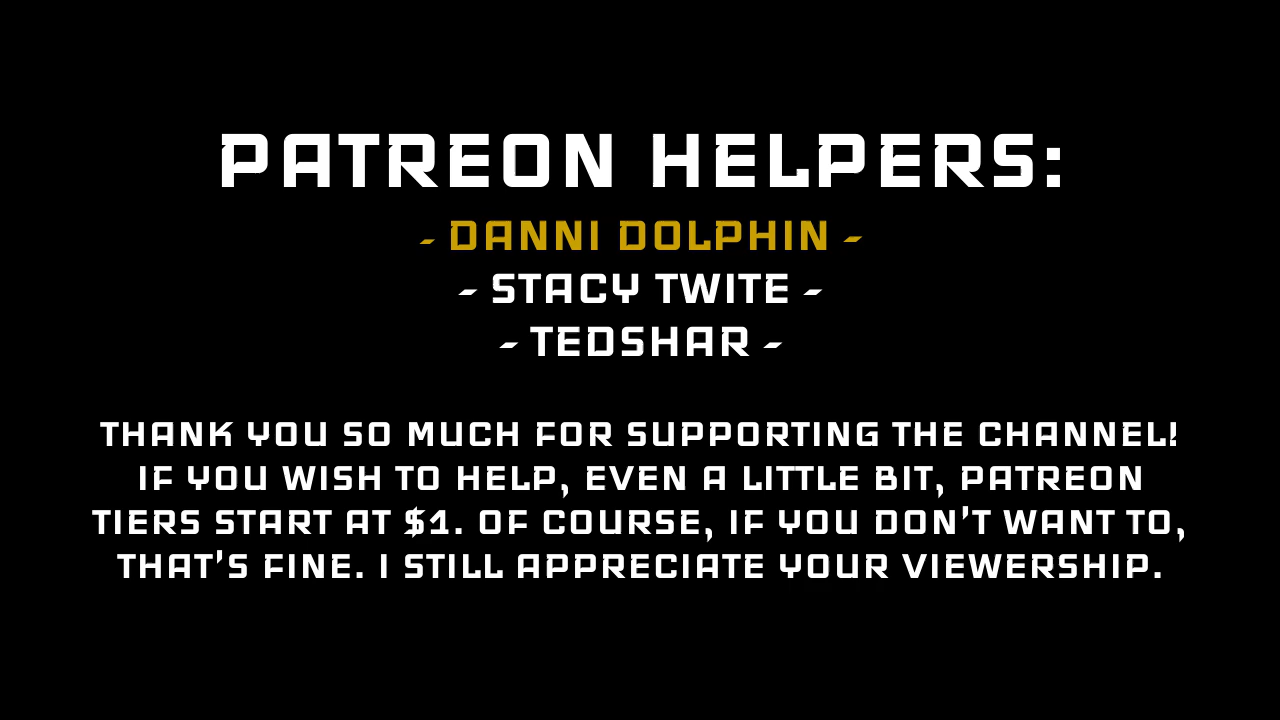 PATREON HELPERS:
- DANNI DOLPHIN -
- STACY TWITE -
- TEDSHAR -
THANK YOU SO MUCH FOR SUPPORTING THE CHANNEL!
IF YOU WISH TO HELP, EVEN A LITTLE BIT, PATREON
TIERS START AT $1. OF COURSE, IF YOU DON'T WANT TO,
THAT'S FINE. I STILL APPRECIATE YOUR VIEWERSHIP.